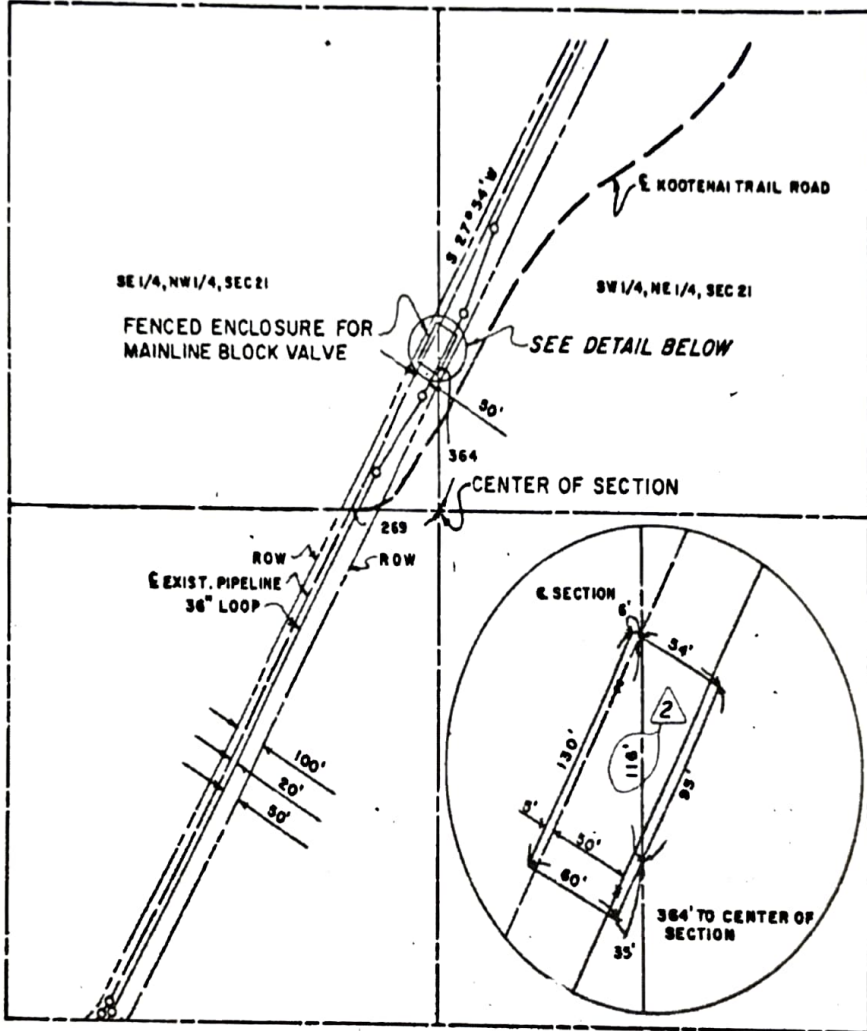 S 27° 54' W
℄ KOOTENAI TRAIL ROAD
SE 1/4, NW 1/4, SEC 21
SW 1/4, NE 1/4, SEC 21
FENCED ENCLOSURE FOR
MAINLINE BLOCK VALVE
SEE DETAIL BELOW
50'
364
CENTER OF SECTION
269
ROW
ROW
℄ EXIST. PIPELINE
36" LOOP
100'
20'
50'
℄ SECTION
6'
54'
2
130'
116'
95'
5'
50'
60'
35'
364' TO CENTER OF
SECTION